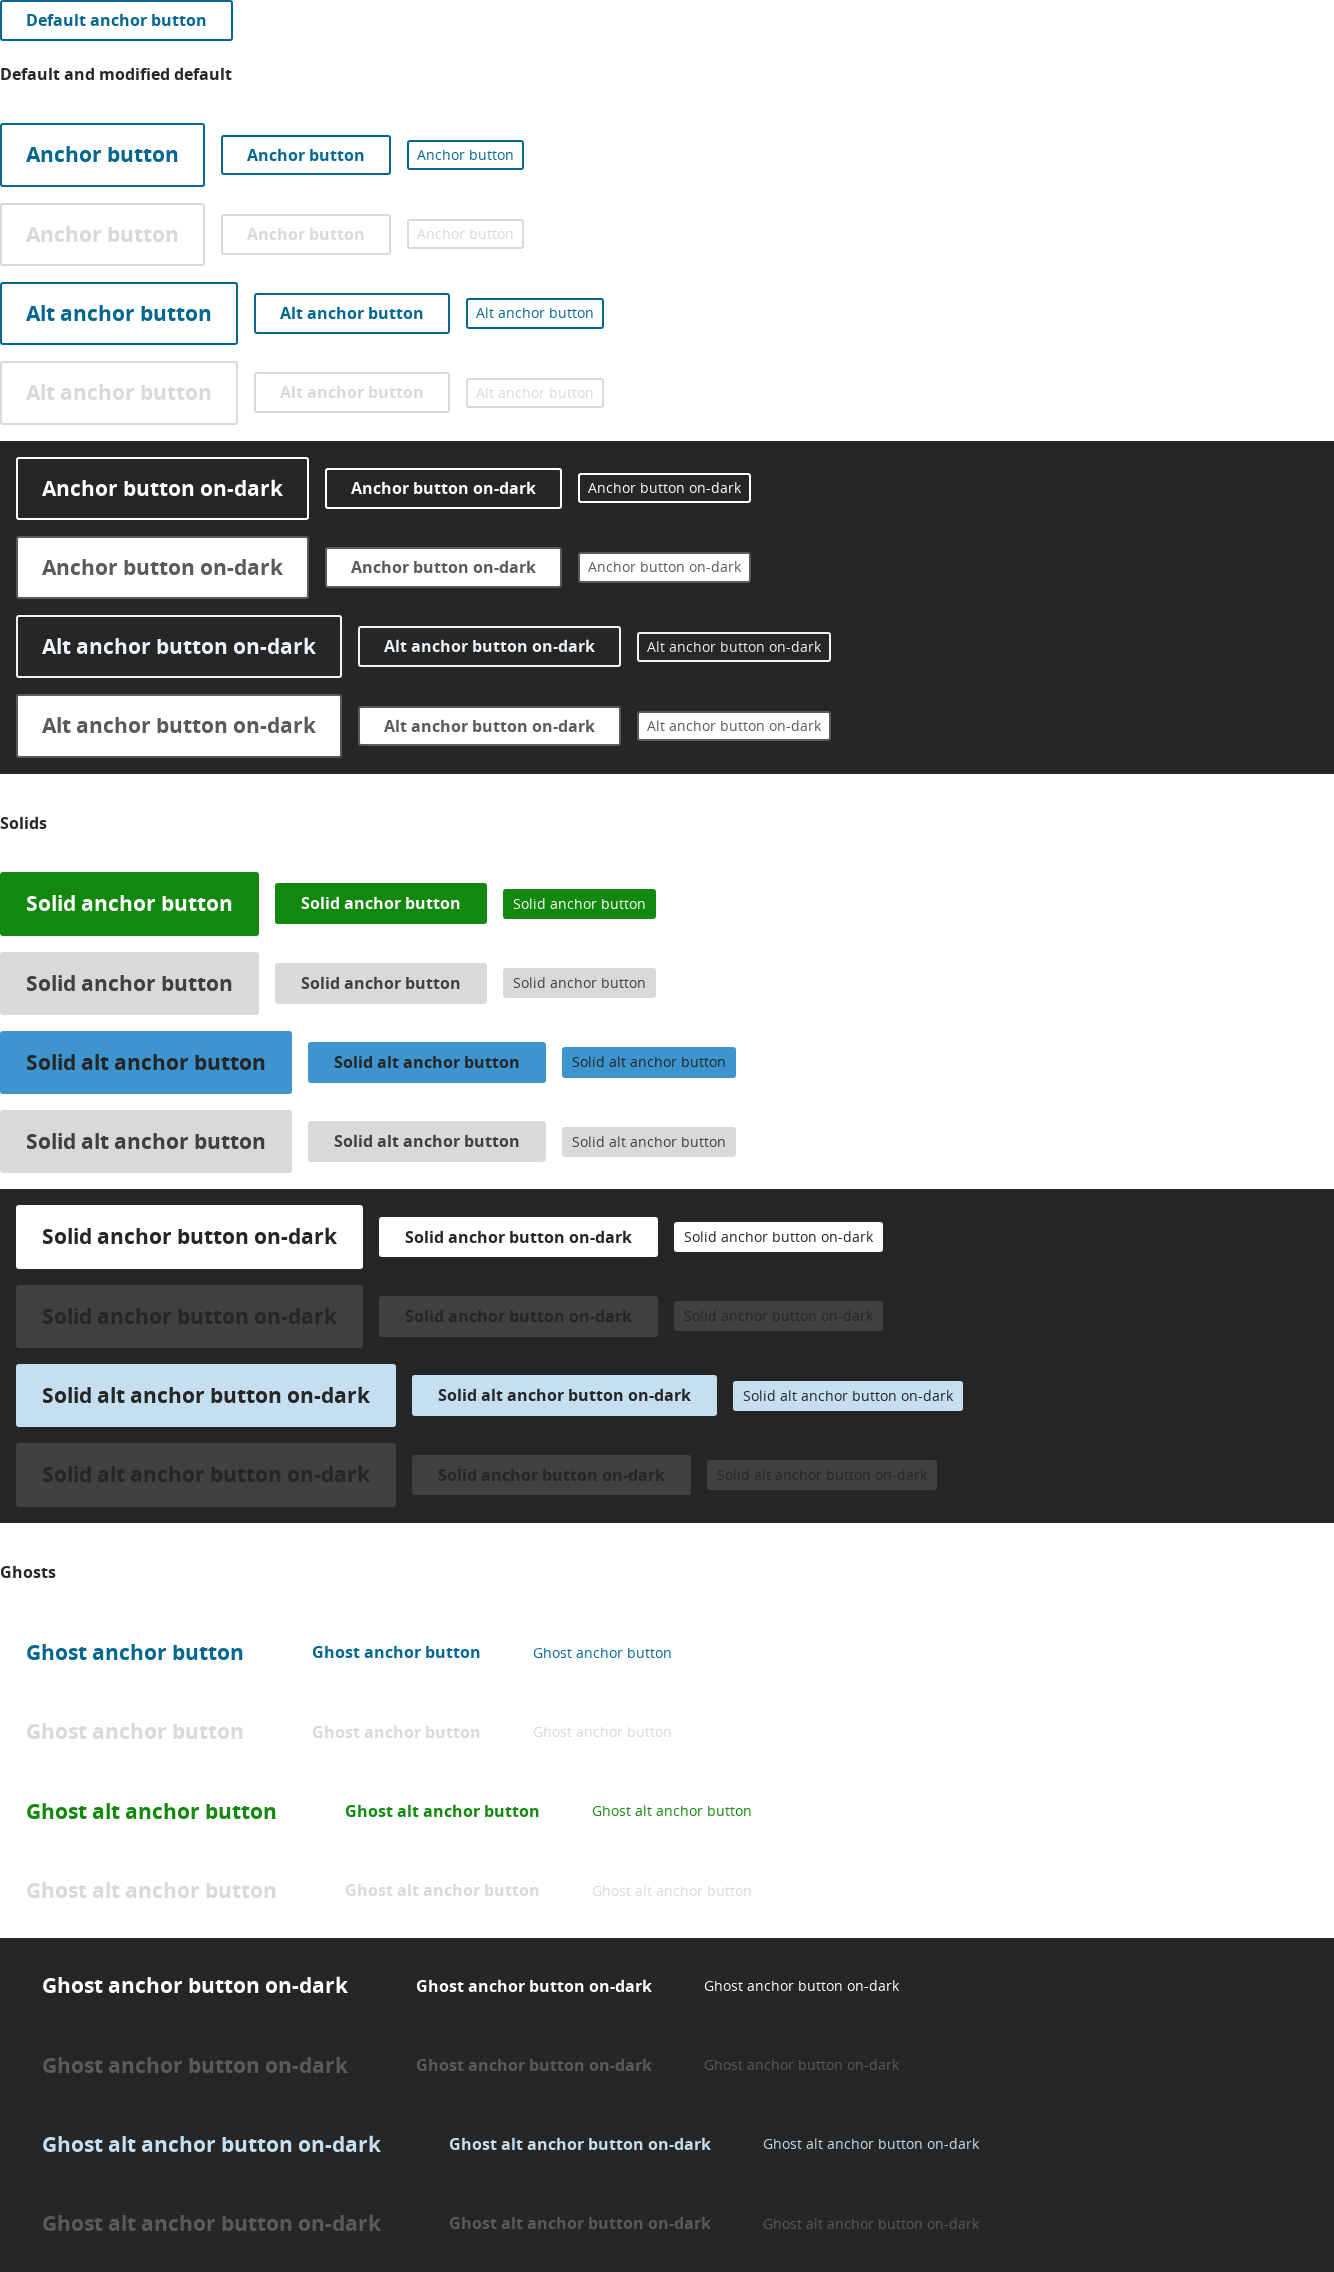 Default anchor button
Default and modified default
Anchor button Anchor button Anchor button
Anchor button Anchor button Anchor button
Alt anchor button Alt anchor button Alt anchor button
Alt anchor button Alt anchor button Alt anchor button
Anchor button on-dark Anchor button on-dark Anchor button on-dark
Anchor button on-dark Anchor button on-dark Anchor button on-dark
Alt anchor button on-dark Alt anchor button on-dark Alt anchor button on-dark
Alt anchor button on-dark Alt anchor button on-dark Alt anchor button on-dark
Solids
Solid anchor button Solid anchor button Solid anchor button
Solid anchor button Solid anchor button Solid anchor button
Solid alt anchor button Solid alt anchor button Solid alt anchor button
Solid alt anchor button Solid alt anchor button Solid alt anchor button
Solid anchor button on-dark Solid anchor button on-dark Solid anchor button on-dark
Solid anchor button on-dark Solid anchor button on-dark Solid anchor button on-dark
Solid alt anchor button on-dark Solid alt anchor button on-dark Solid alt anchor button on-dark
Solid alt anchor button on-dark Solid anchor button on-dark Solid alt anchor button on-dark
Ghosts
Ghost anchor button Ghost anchor button Ghost anchor button
Ghost anchor button Ghost anchor button Ghost anchor button
Ghost alt anchor button Ghost alt anchor button Ghost alt anchor button
Ghost alt anchor button Ghost alt anchor button Ghost alt anchor button
Ghost anchor button on-dark Ghost anchor button on-dark Ghost anchor button on-dark
Ghost anchor button on-dark Ghost anchor button on-dark Ghost anchor button on-dark
Ghost alt anchor button on-dark Ghost alt anchor button on-dark Ghost alt anchor button on-dark
Ghost alt anchor button on-dark Ghost alt anchor button on-dark Ghost alt anchor button on-dark